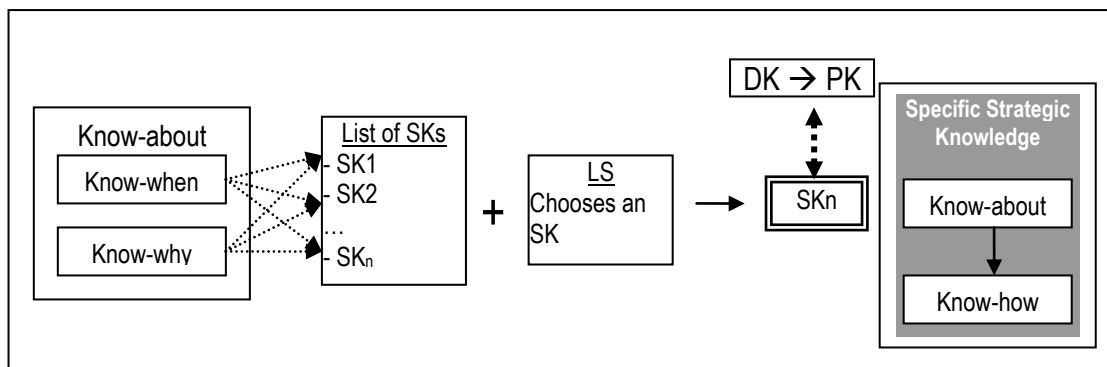 Know-about
Know-when
Know-why
List of SKs
- SK1
- SK2
...
- SKn
+
LS
Chooses an
SK
DK → PK
SKn
Specific Strategic
Knowledge
Know-about
Know-how